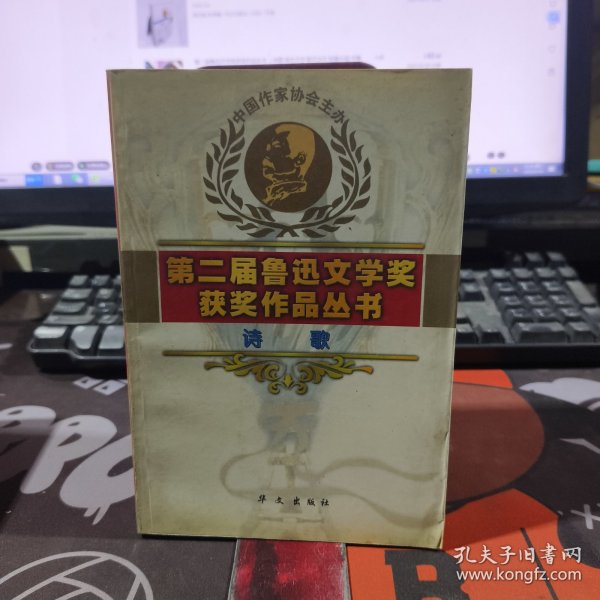 中国作家协会主办
第二届鲁迅文学奖
获奖作品丛书
诗 歌
华文出版社
孔夫子旧书网
www.kongfz.com